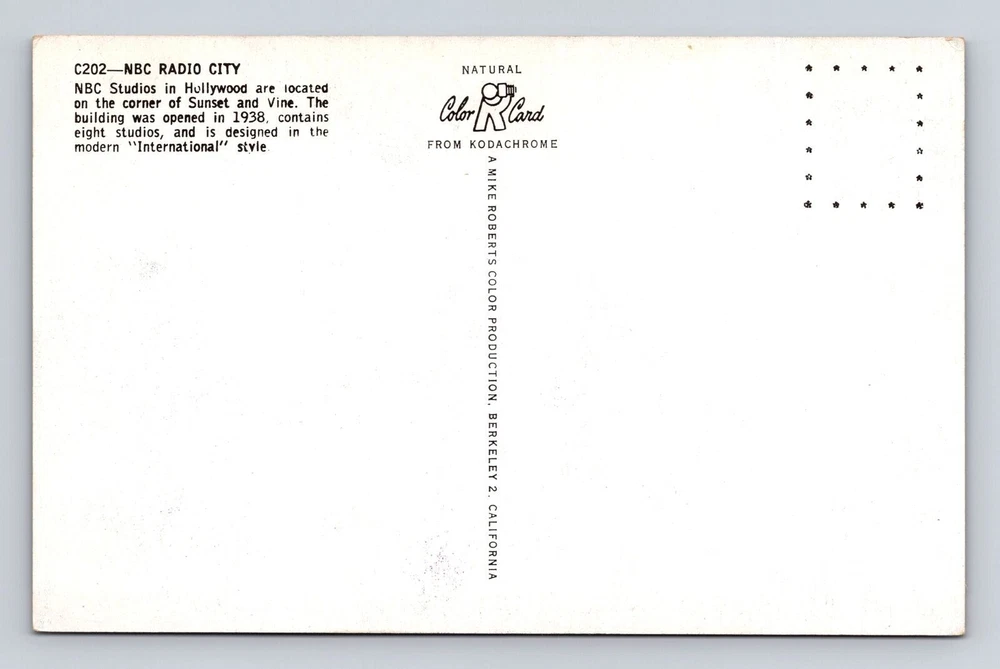 C202—NBC RADIO CITY
NBC Studios in Hollywood are located
on the corner of Sunset and Vine. The
building was opened in 1938, contains
eight studios, and is designed in the
modern "International" style.
NATURAL
Color Card
FROM KODACHROME
A MIKE ROBERTS COLOR PRODUCTION, BERKELEY 2, CALIFORNIA